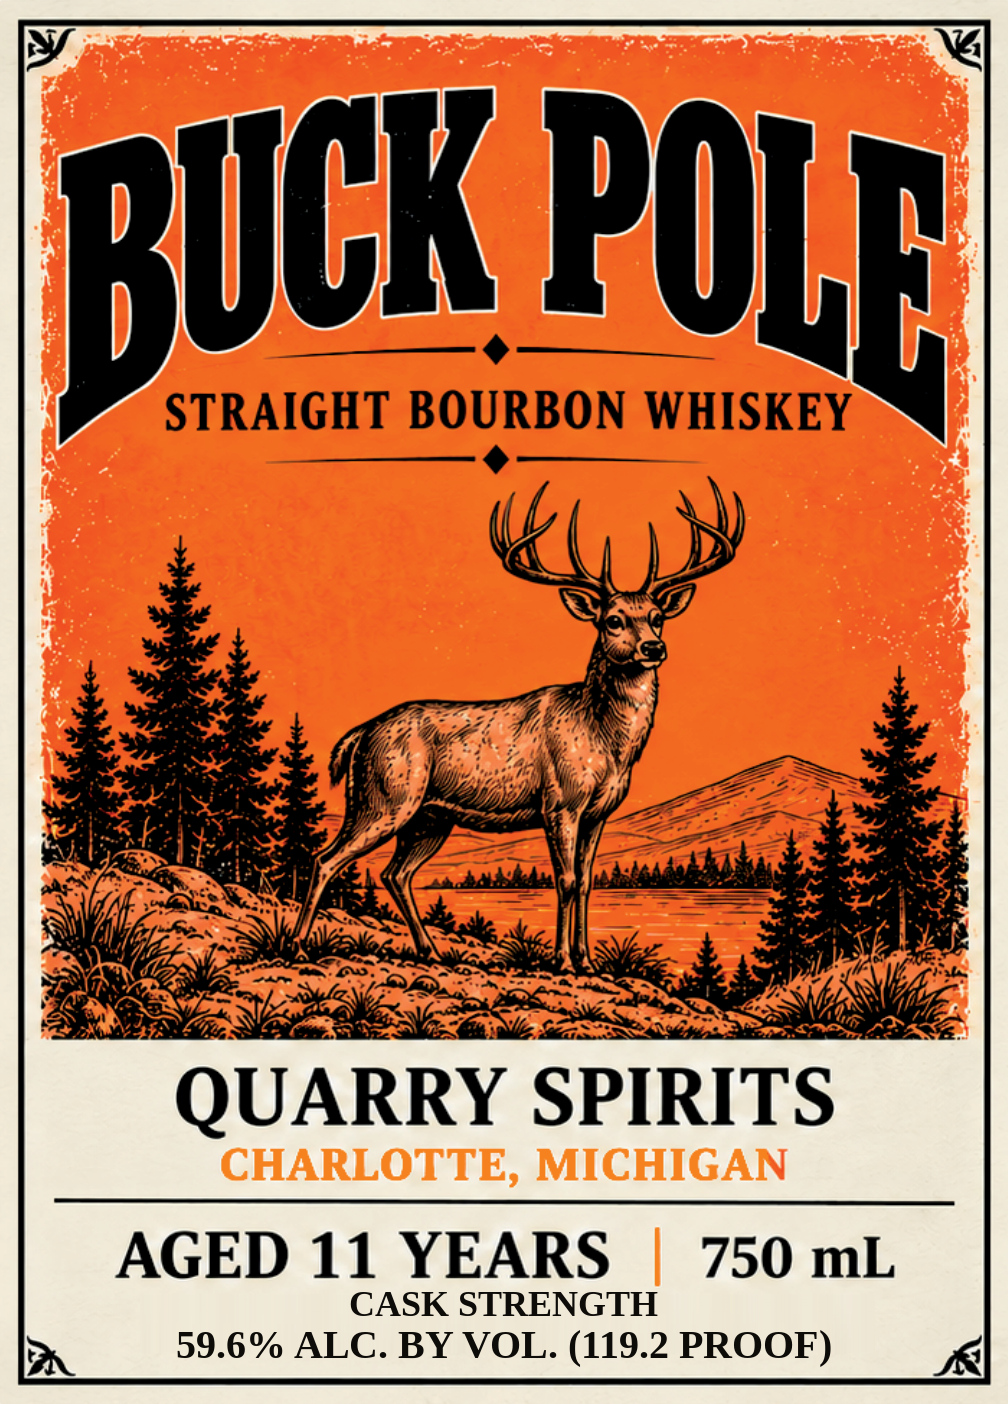 BUCK POLE
STRAIGHT BOURBON WHISKEY
QUARRY SPIRITS
CHARLOTTE, MICHIGAN
AGED 11 YEARS | 750 mL
CASK STRENGTH
59.6% ALC. BY VOL. (119.2 PROOF)